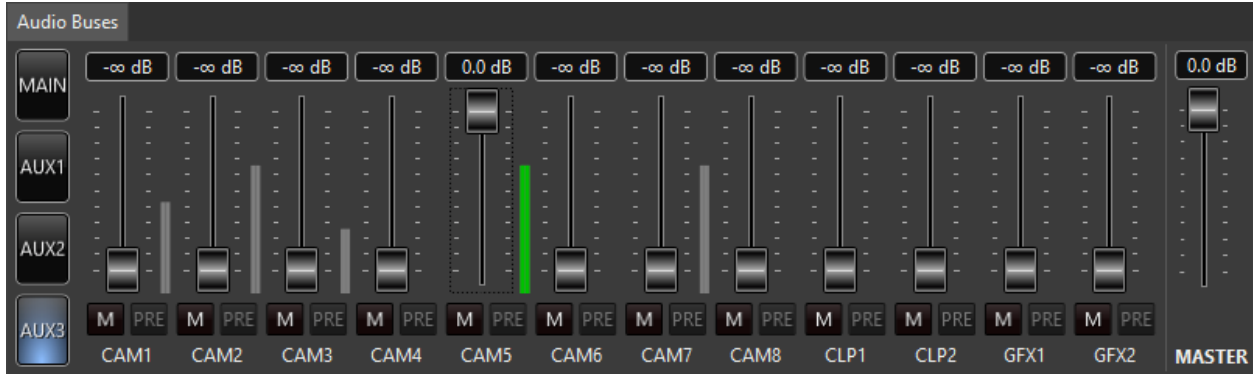 Audio Buses
MAIN
AUX1
AUX2
AUX3
-∞ dB -∞ dB -∞ dB -∞ dB 0.0 dB -∞ dB -∞ dB -∞ dB -∞ dB -∞ dB -∞ dB -∞ dB 0.0 dB
M PRE M PRE M PRE M PRE M PRE M PRE M PRE M PRE M PRE M PRE M PRE M PRE
CAM1 CAM2 CAM3 CAM4 CAM5 CAM6 CAM7 CAM8 CLP1 CLP2 GFX1 GFX2 MASTER